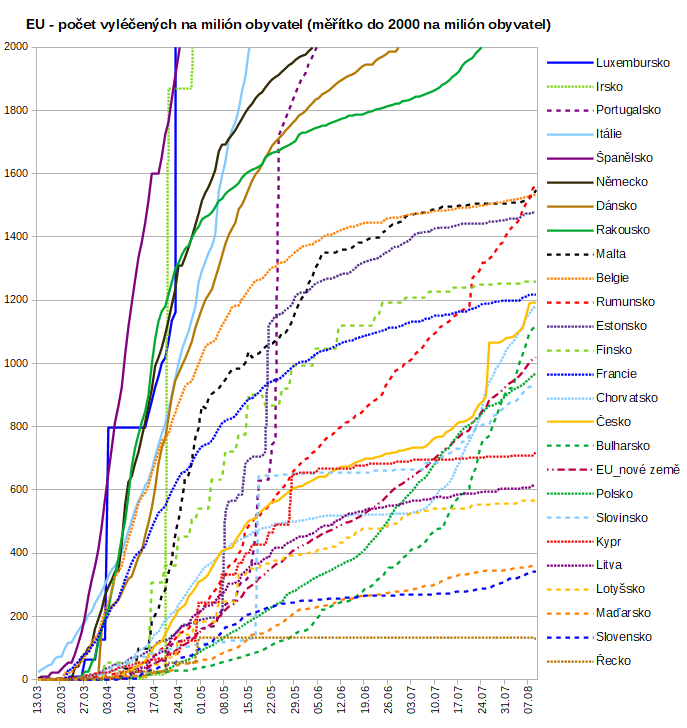 EU - počet vyléčených na milión obyvatel (měřítko do 2000 na milión obyvatel)
2000
1800
1600
1400
1200
1000
800
600
400
200
0
13.03
20.03
27.03
03.04
10.04
17.04
24.04
01.05
08.05
15.05
22.05
29.05
05.06
12.06
19.06
26.06
03.07
10.07
17.07
24.07
31.07
07.08
Luxembursko
Irsko
Portugalsko
Itálie
Španělsko
Německo
Dánsko
Rakousko
Malta
Belgie
Rumunsko
Estonsko
Finsko
Francie
Chorvatsko
Česko
Bulharsko
EU_nové země
Polsko
Slovinsko
Kypr
Litva
Lotyšsko
Maďarsko
Slovensko
Řecko